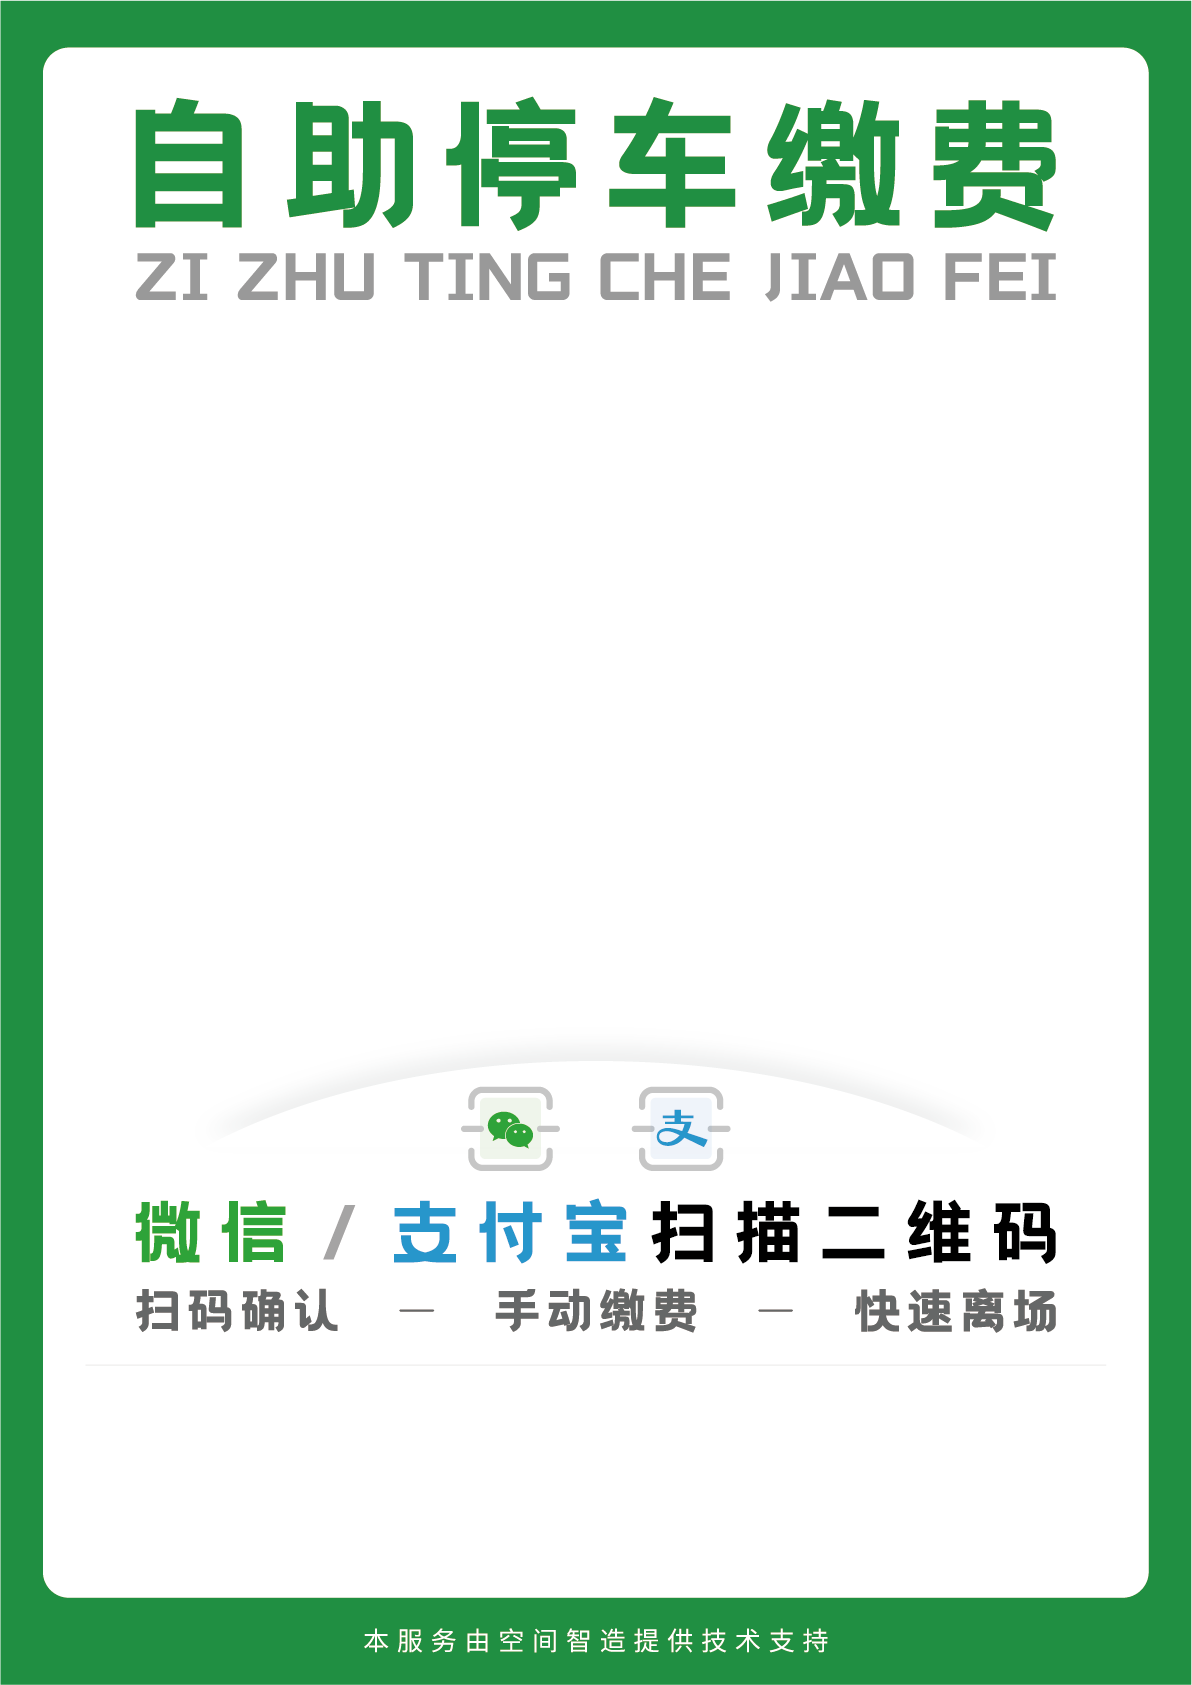 自助停车缴费
ZI ZHU TING CHE JIAO FEI
支
微信 / 支付宝扫描二维码
扫码确认 — 手动缴费 — 快速离场
本服务由空间智造提供技术支持